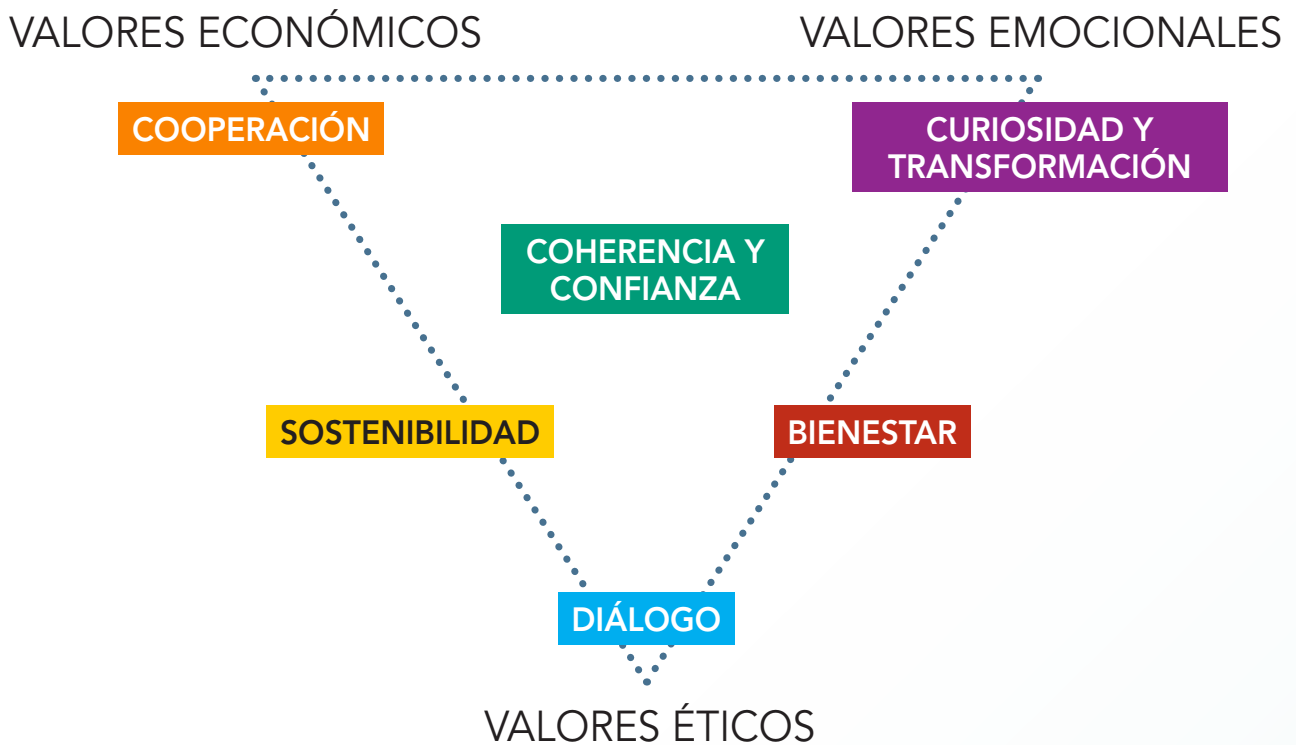 VALORES ECONÓMICOS
VALORES EMOCIONALES
COOPERACIÓN
CURIOSIDAD Y
TRANSFORMACIÓN
COHERENCIA Y
CONFIANZA
SOSTENIBILIDAD
BIENESTAR
DIÁLOGO
VALORES ÉTICOS